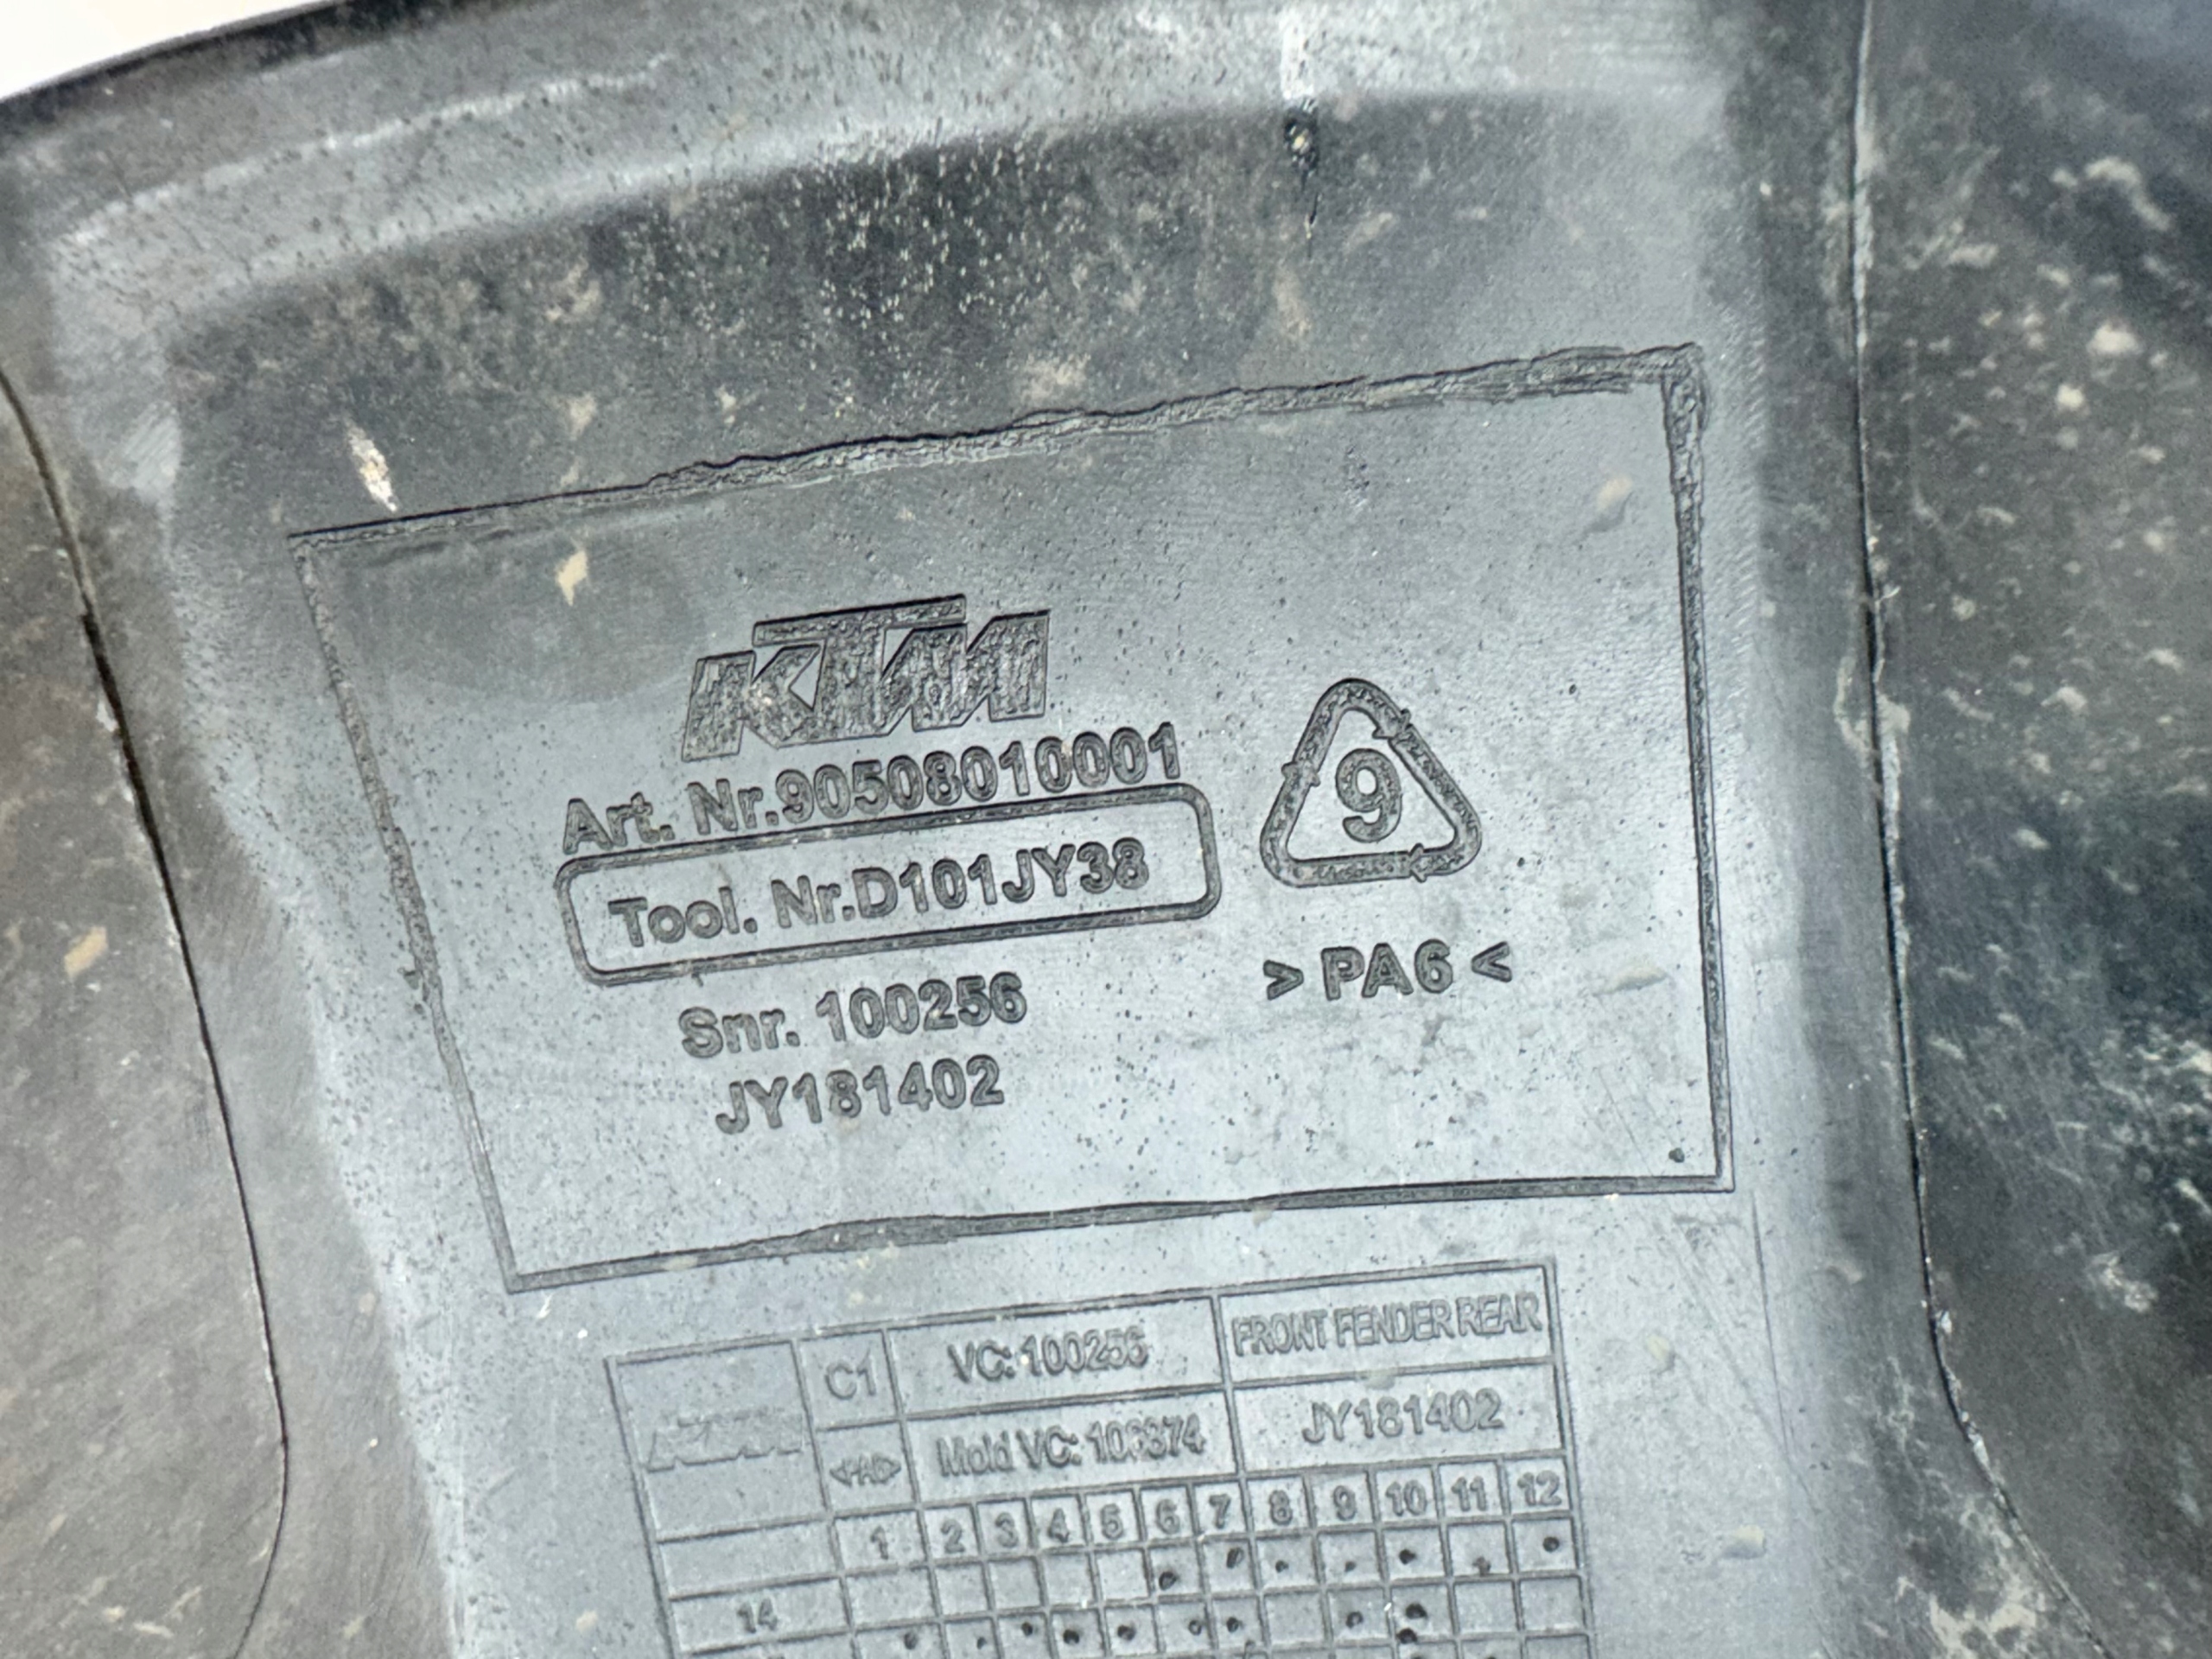 KTM
Art. Nr.90508010001
Tool. Nr.D101JY38
Snr. 100256
JY181402
9
> PA6 <
KTM
C1
VC: 100256
FRONT FENDER REAR
Mold VC:
JY181402
1 2 3 4 5 6 7 8 9 10 11 12
14